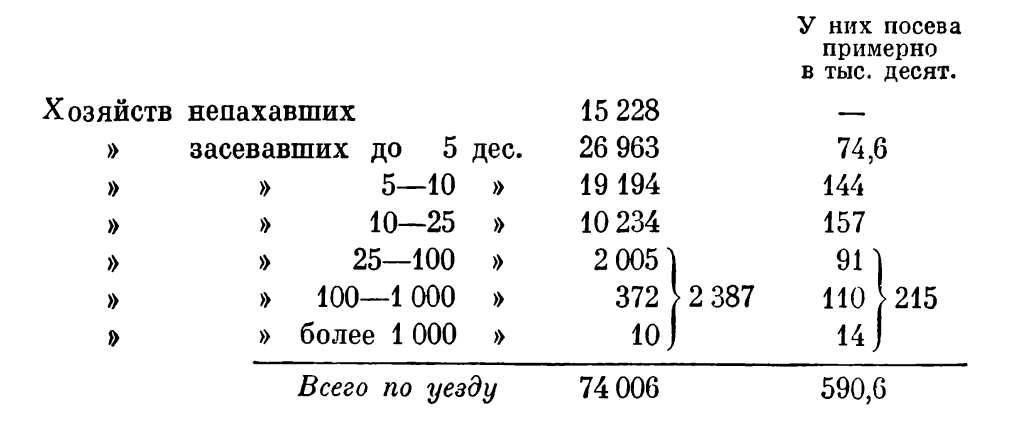 У них посева
примерно
в тыс. десят.
Хозяйств непахавших 15 228 —
» засевавших до 5 дес. 26 963 74,6
» » 5—10 » 19 194 144
» » 10—25 » 10 234 157
» » 25—100 » 2 005 91
» » 100—1 000 » 372 2 387 110 215
» » более 1 000 » 10 14
Всего по уезду 74 006 590,6